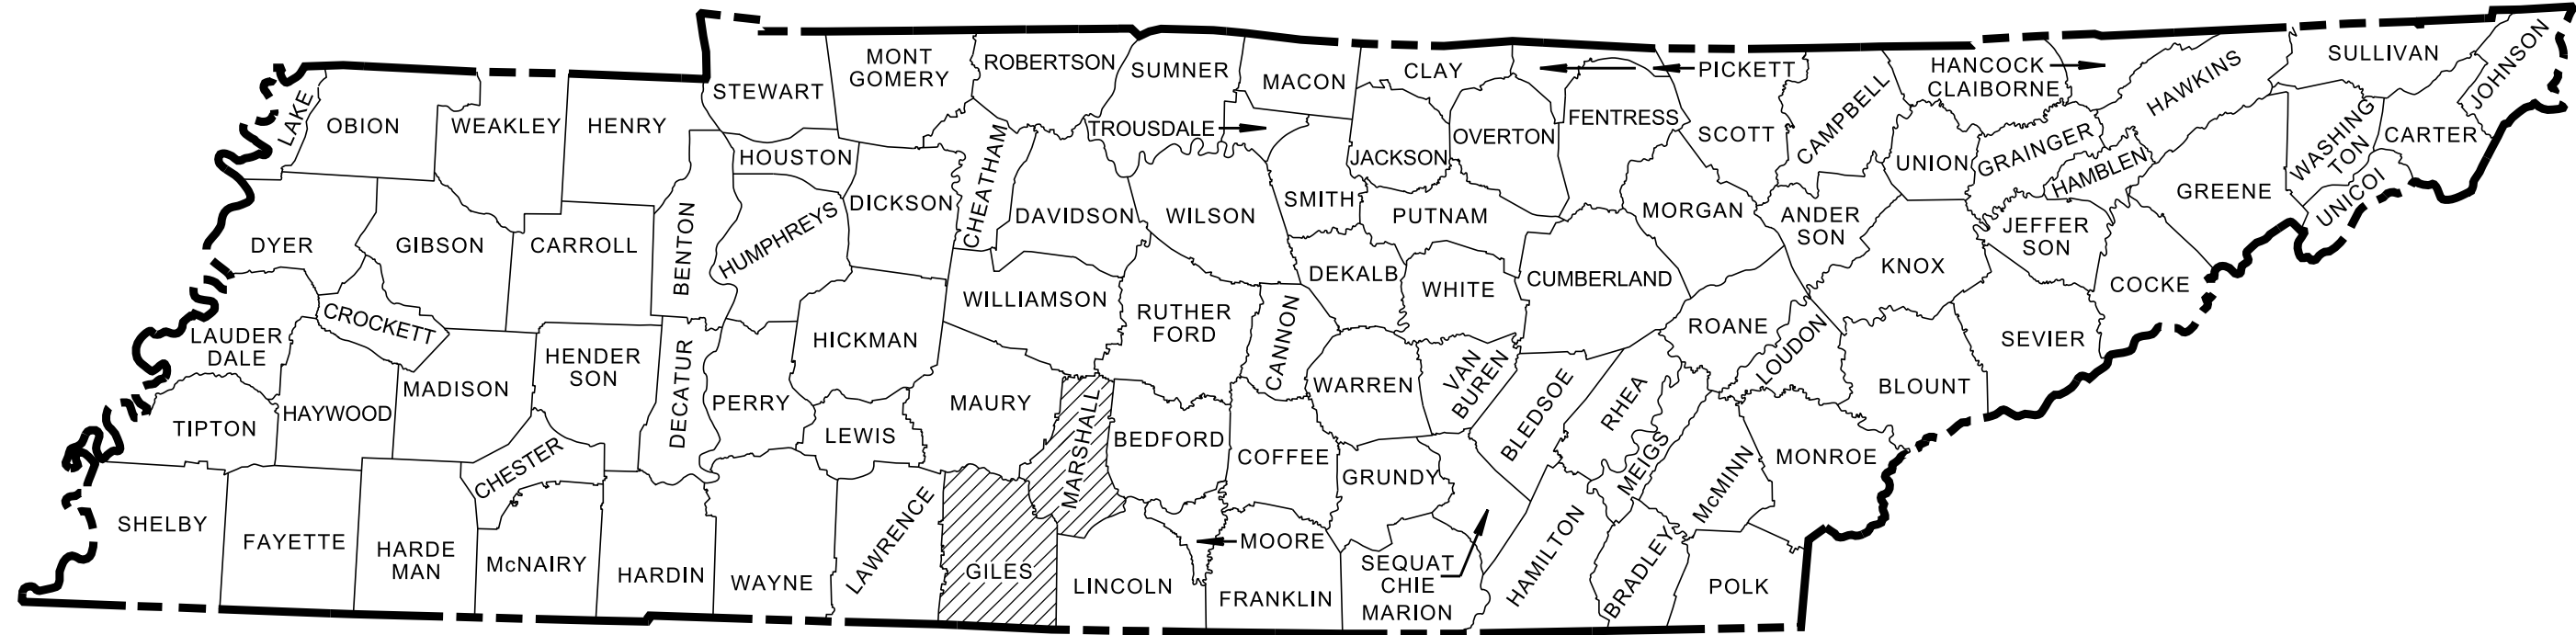 STEWART
MONT
GOMERY
ROBERTSON
SUMNER
MACON
CLAY
PICKETT
HANCOCK
CLAIBORNE
HAWKINS
SULLIVAN
JOHNSON
LAKE
OBION
WEAKLEY
HENRY
HOUSTON
DICKSON
CHEATHAM
TROUSDALE
JACKSON
OVERTON
FENTRESS
SCOTT
CAMPBELL
UNION
GRAINGER
HAMBLEN
GREENE
WASHING
TON
CARTER
UNICOI
DYER
GIBSON
CARROLL
BENTON
HUMPHREYS
DAVIDSON
WILSON
SMITH
PUTNAM
MORGAN
ANDER
SON
KNOX
JEFFER
SON
COCKE
LAUDER
DALE
CROCKETT
WILLIAMSON
RUTHER
FORD
CANNON
DEKALB
WHITE
CUMBERLAND
ROANE
LOUDON
SEVIER
TIPTON
HAYWOOD
MADISON
HENDER
SON
DECATUR
PERRY
HICKMAN
LEWIS
MAURY
MARSHALL
BEDFORD
COFFEE
WARREN
VAN
BUREN
BLEDSOE
RHEA
MEIGS
McMINN
MONROE
BLOUNT
SHELBY
FAYETTE
HARDE
MAN
CHESTER
McNAIRY
HARDIN
WAYNE
LAWRENCE
GILES
LINCOLN
MOORE
FRANKLIN
GRUNDY
SEQUAT
CHIE
MARION
HAMILTON
BRADLEY
POLK